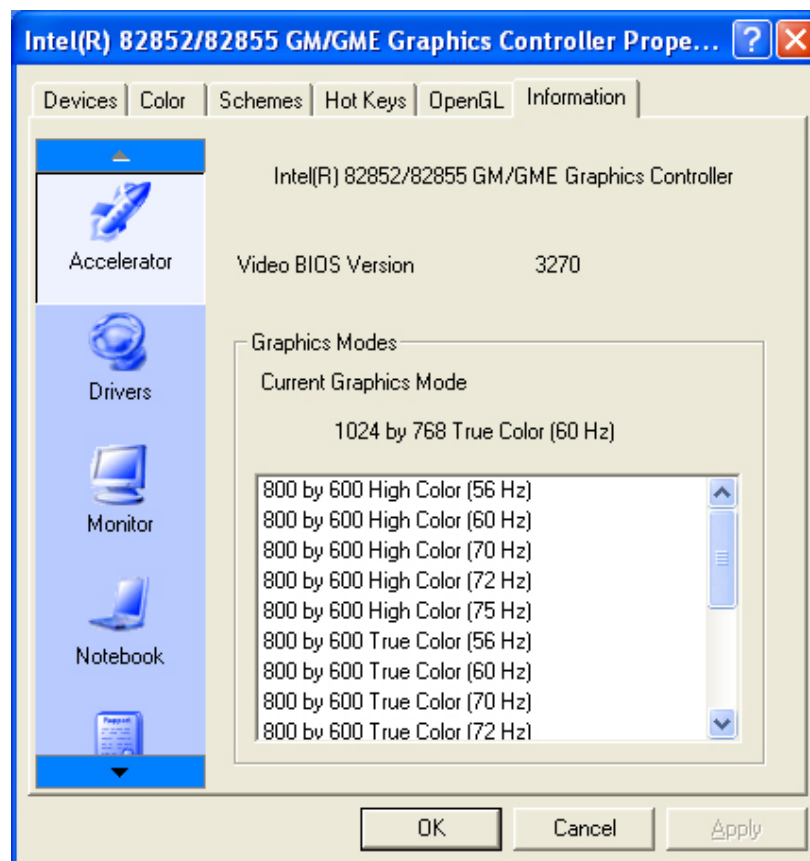 Intel(R) 82852/82855 GM/GME Graphics Controller Prope...
Devices Color Schemes Hot Keys OpenGL Information
Intel(R) 82852/82855 GM/GME Graphics Controller
Accelerator
Video BIOS Version 3270
Drivers
Monitor
Notebook
Graphics Modes
Current Graphics Mode
1024 by 768 True Color (60 Hz)
800 by 600 High Color (56 Hz)
800 by 600 High Color (60 Hz)
800 by 600 High Color (70 Hz)
800 by 600 High Color (72 Hz)
800 by 600 High Color (75 Hz)
800 by 600 True Color (56 Hz)
800 by 600 True Color (60 Hz)
800 by 600 True Color (70 Hz)
800 by 600 True Color (72 Hz)
OK Cancel Apply